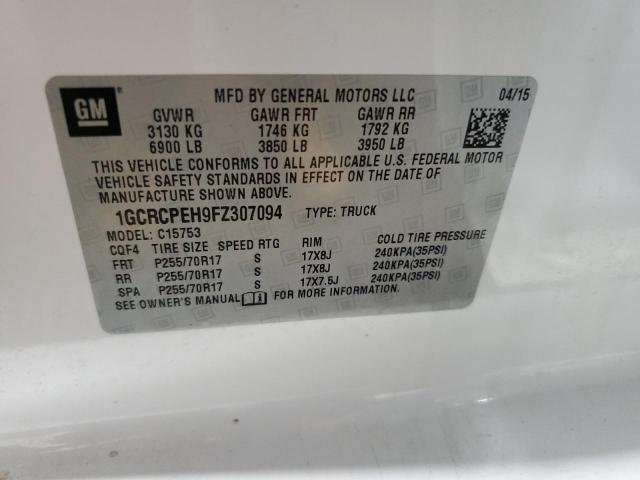 GM
MFD BY GENERAL MOTORS LLC 04/15
GVWR GAWR FRT GAWR RR
3130 KG 1746 KG 1792 KG
6900 LB 3850 LB 3950 LB
THIS VEHICLE CONFORMS TO ALL APPLICABLE U.S. FEDERAL MOTOR
VEHICLE SAFETY STANDARDS IN EFFECT ON THE DATE OF
MANUFACTURE SHOWN ABOVE.
1GCRCPEH9FZ307094 TYPE: TRUCK
MODEL: C15753
CQF4 TIRE SIZE SPEED RTG RIM COLD TIRE PRESSURE
FRT P255/70R17 S 17X8J 240KPA(35PSI)
RR P255/70R17 S 17X8J 240KPA(35PSI)
SPA P255/70R17 S 17X7.5J 240KPA(35PSI)
SEE OWNER'S MANUAL FOR MORE INFORMATION.